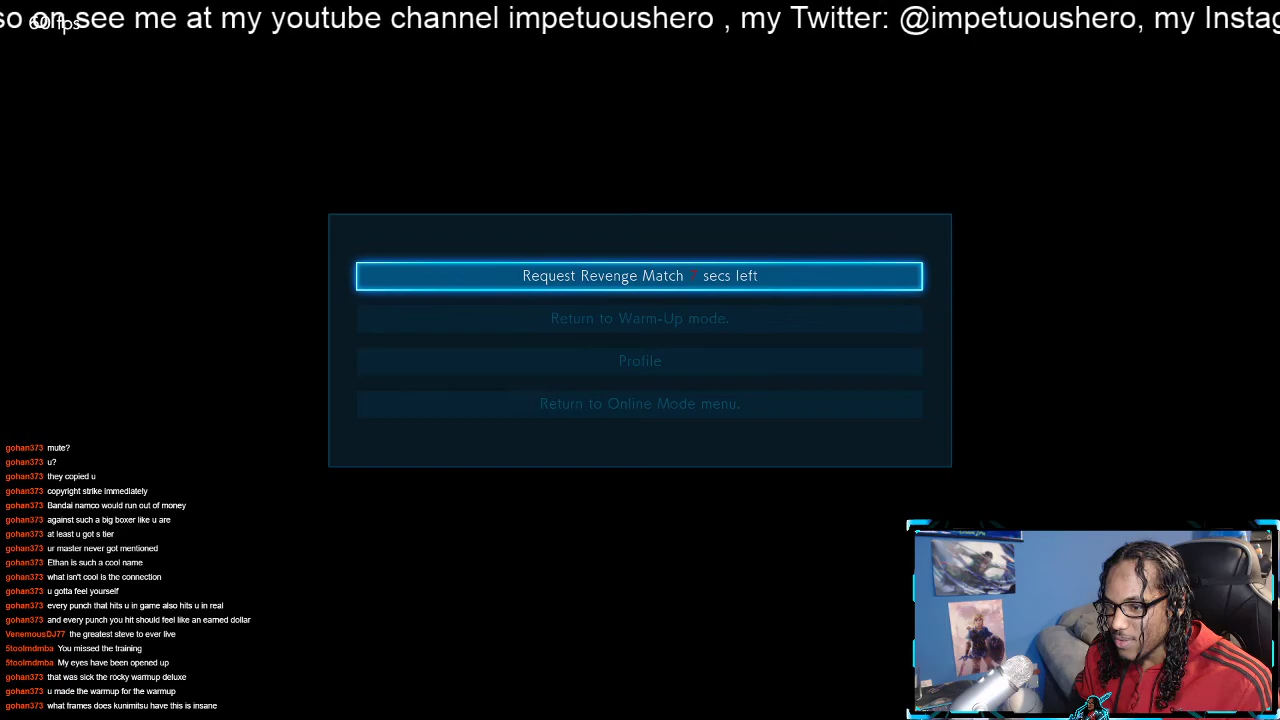 so on see me at my youtube channel impetuoushero , my Twitter: @impetuoushero, my Instag
60 fps
Request Revenge Match 7 secs left
Return to Warm-Up mode.
Profile
Return to Online Mode menu.
gohan373 mute?
gohan373 u?
gohan373 they copied u
gohan373 copyright strike immediately
gohan373 Bandai namco would run out of money
gohan373 against such a big boxer like u are
gohan373 at least u got s tier
gohan373 ur master never got mentioned
gohan373 Ethan is such a cool name
gohan373 what isn't cool is the connection
gohan373 u gotta feel yourself
gohan373 every punch that hits u in game also hits u in real
gohan373 and every punch you hit should feel like an earned dollar
VenemousDJ77 the greatest steve to ever live
5toolmdmba You missed the training
5toolmdmba My eyes have been opened up
gohan373 that was sick the rocky warmup deluxe
gohan373 u made the warmup for the warmup
gohan373 what frames does kunimitsu have this is insane